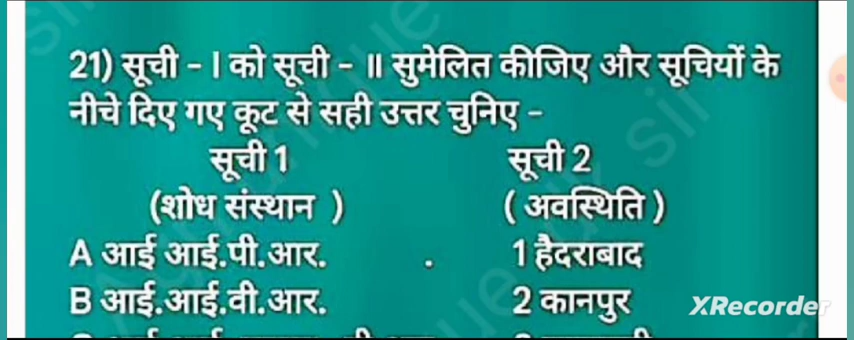 21) सूची - I को सूची - II सुमेलित कीजिए और सूचियों के
नीचे दिए गए कूट से सही उत्तर चुनिए -
सूची 1 सूची 2
(शोध संस्थान ) ( अवस्थिति )
A आई आई.पी.आर. . 1 हैदराबाद
B आई.आई.वी.आर. 2 कानपुर
XRecorder